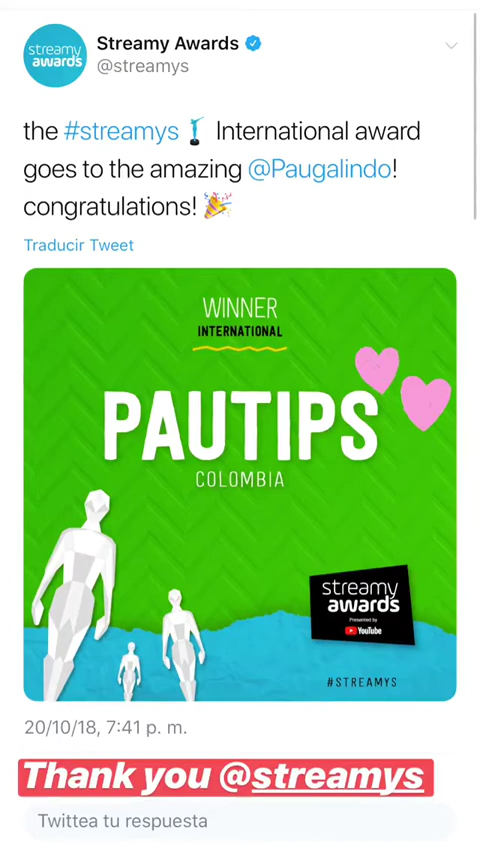 streamy
awards
Streamy Awards
@streamys
the #streamys International award
goes to the amazing @Paugalindo!
congratulations!
Traducir Tweet
WINNER
INTERNATIONAL
PAUTIPS
COLOMBIA
streamy
awards
Presented by
YouTube
#STREAMYS
20/10/18, 7:41 p. m.
Thank you @streamys
Twittea tu respuesta